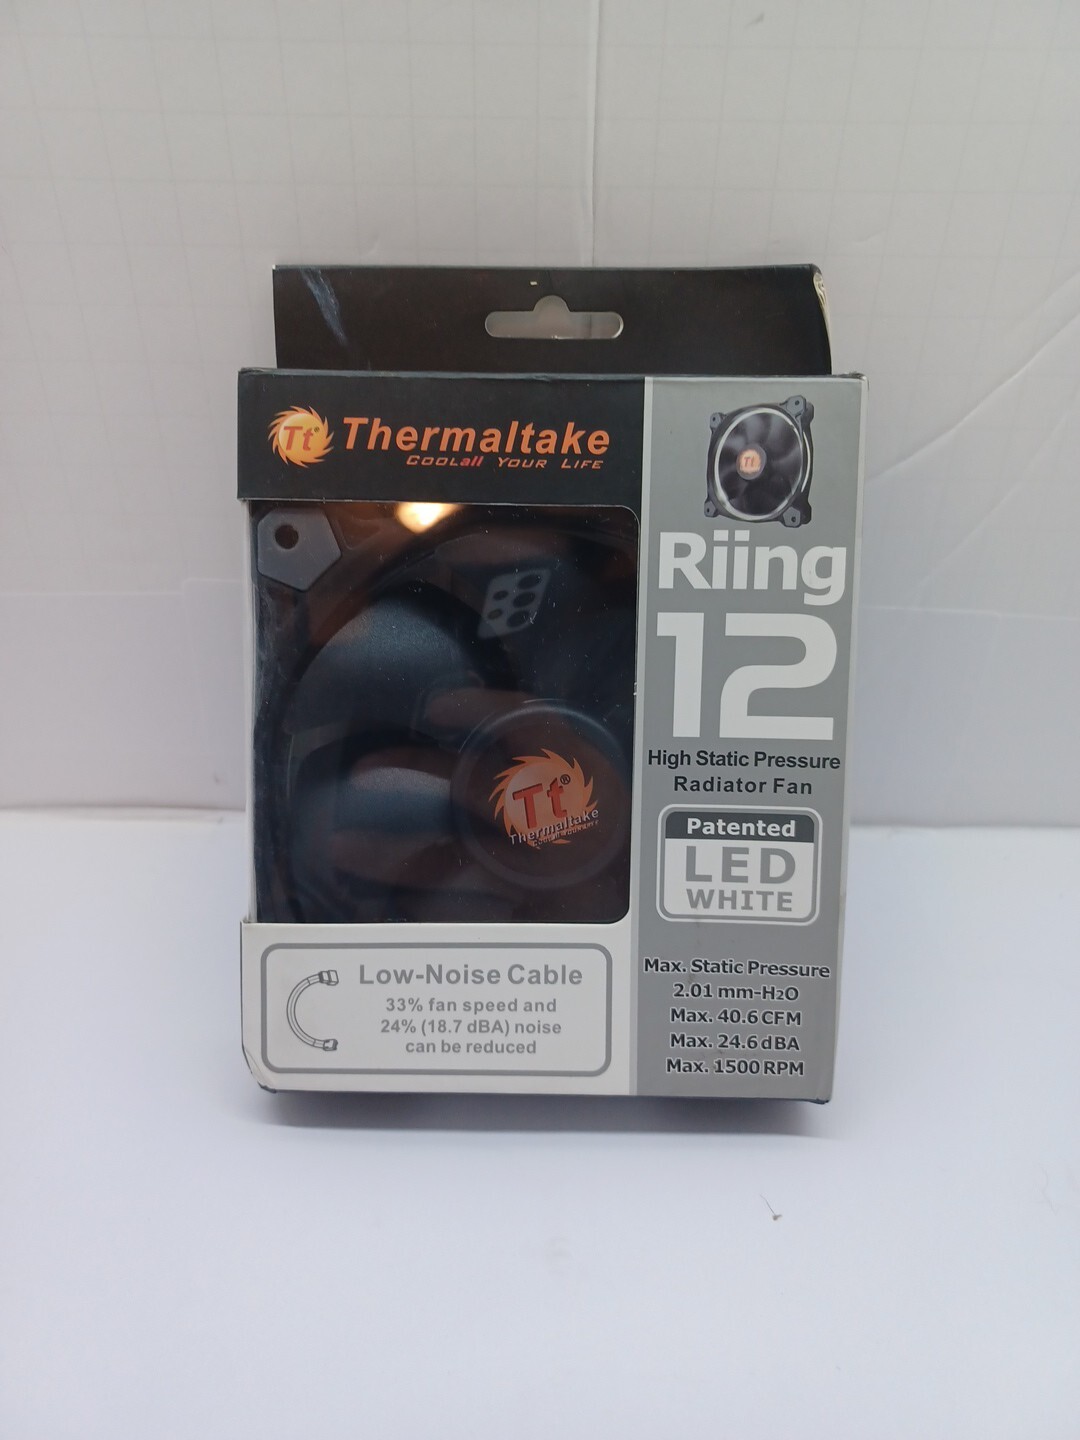 Tt®
Thermaltake
COOLall YOUR LIFE
Tt
Riing
12
High Static Pressure
Radiator Fan
Patented
LED
WHITE
Max. Static Pressure
2.01 mm-H₂O
Max. 40.6 CFM
Max. 24.6 dBA
Max. 1500 RPM
Tt®
Thermaltake
Low-Noise Cable
33% fan speed and
24% (18.7 dBA) noise
can be reduced